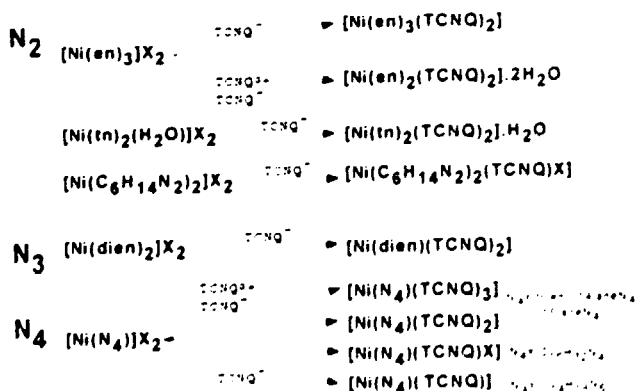 TCNQ⁻ ► [Ni(en)₃(TCNQ)₂]
N₂ [Ni(en)₃]X₂
TCNQ⁻ ► [Ni(en)₂(TCNQ)₂].2H₂O
[Ni(tn)₂(H₂O)]X₂ TCNQ⁻ ► [Ni(tn)₂(TCNQ)₂].H₂O
[Ni(C₆H₁₄N₂)₂]X₂ TCNQ⁻ ► [Ni(C₆H₁₄N₂)₂(TCNQ)X]
N₃ [Ni(dien)₂]X₂ TCNQ⁻ ► [Ni(dien)(TCNQ)₂]
► [Ni(N₄)(TCNQ)₃]
TCNQ⁻
► [Ni(N₄)(TCNQ)₂]
N₄ [Ni(N₄)]X₂
► [Ni(N₄)(TCNQ)X]
TCNQ⁻ ► [Ni(N₄)(TCNQ)]